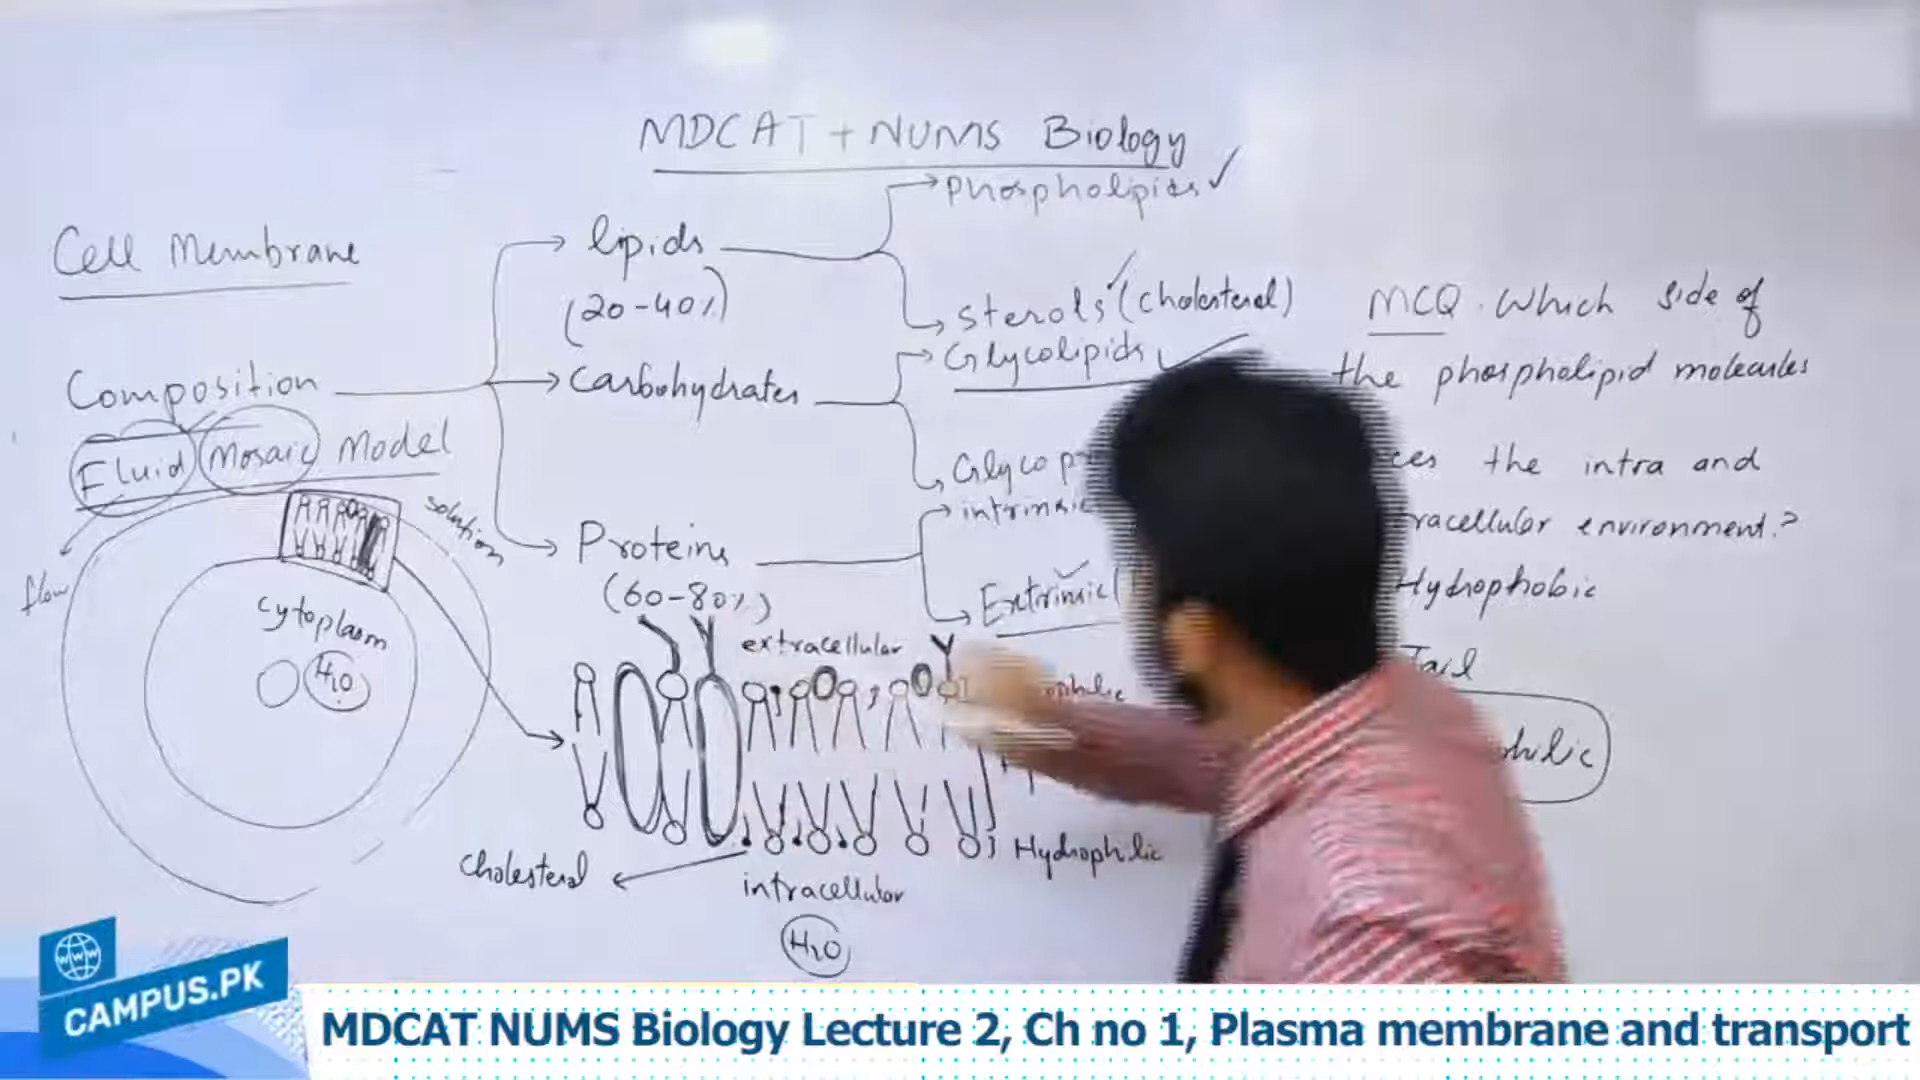 MDCAT + NUMS Biology
Phospholipids
Cell Membrane
lipids
(20-40%)
Sterols (Cholesterol)
MCQ. Which side of
Glycolipids
the phospholipid molecules
Composition
Carbohydrates
Fluid Mosaic Model
the intra and
intrinsic
solution
environment?
Proteins
(60-80%)
Extrinsic
Hydrophobic
flow
Cytoplasm
H2O
extracellular
Tail
Cholesterol
Hydrophilic
intracellular
H2O
WWW
CAMPUS.PK
MDCAT NUMS Biology Lecture 2, Ch no 1, Plasma membrane and transport